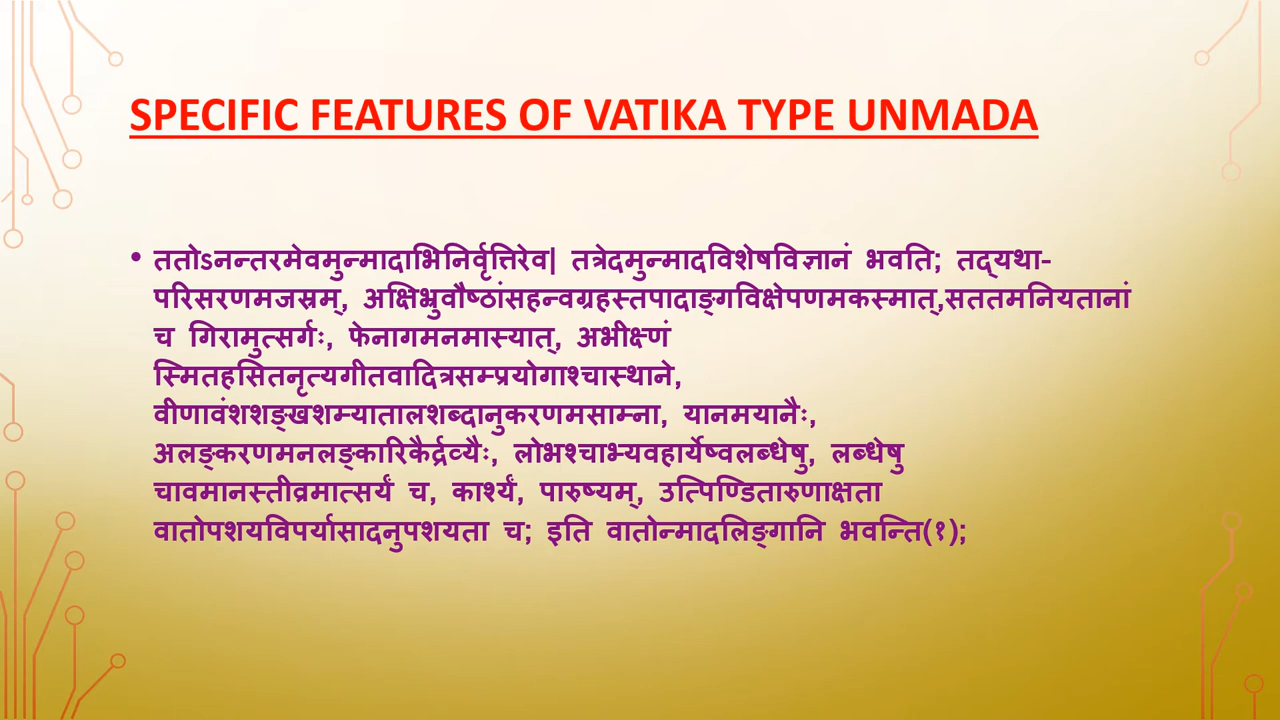 SPECIFIC FEATURES OF VATIKA TYPE UNMADA
• ततोऽनन्तरमेवमुन्मादाभिनिर्वृत्तिरेव| तत्रेदमुन्मादविशेषविज्ञानं भवति; तद्यथा-
परिसरणमजस्रम्, अक्षिभ्रुवौष्ठांसहन्वग्रहस्तपादाङ्गविक्षेपणमकस्मात्,सततमनियतानां
च गिरामुत्सर्गः, फेनागमनमास्यात्, अभीक्ष्णं
स्मितहसितनृत्यगीतवादित्रसम्प्रयोगाश्चास्थाने,
वीणावंशशङ्खशम्यातालशब्दानुकरणमसाम्ना, यानमयानैः,
अलङ्करणमनलङ्कारिकैर्द्रव्यैः, लोभश्चाभ्यवहार्येष्वलब्धेषु, लब्धेषु
चावमानस्तीव्रमात्सर्यं च, कार्श्यं, पारुष्यम्, उत्पिण्डितारुणाक्षता
वातोपशयविपर्यासादनुपशयता च; इति वातोन्मादलिङ्गानि भवन्ति(१);